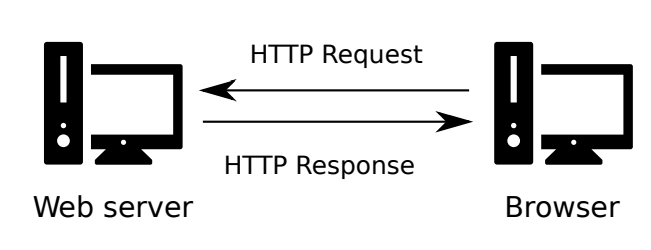 HTTP Request
HTTP Response
Web server
Browser